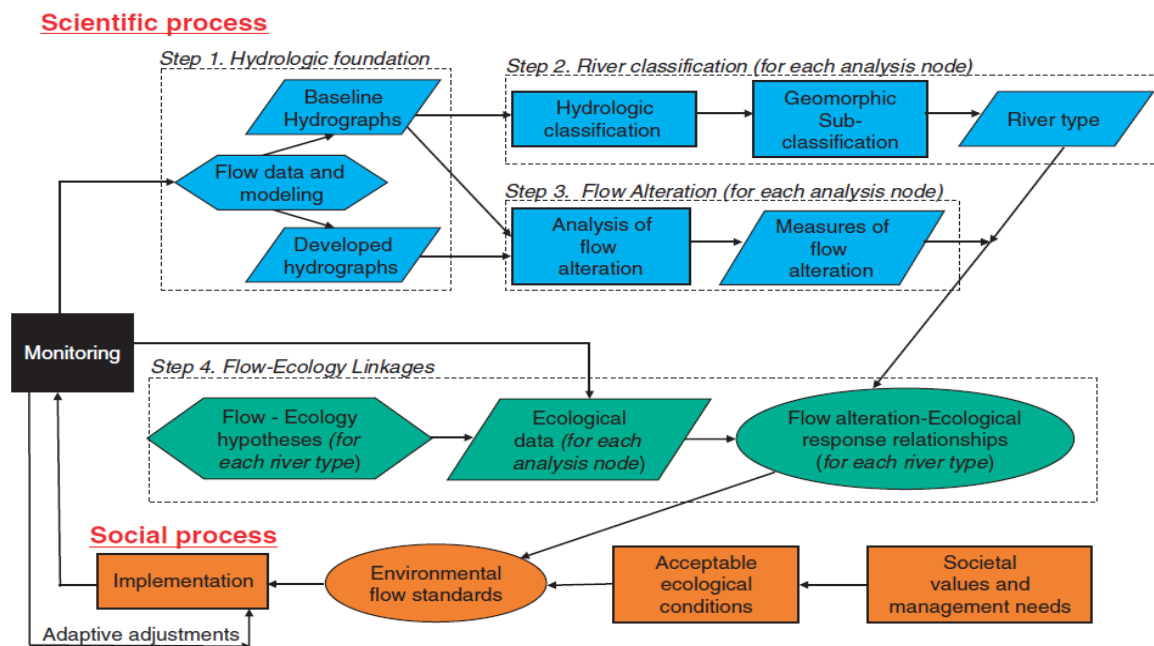 Scientific process
Step 1. Hydrologic foundation
Step 2. River classification (for each analysis node)
Baseline
Hydrographs
Hydrologic
classification
Geomorphic
Sub-
classification
River type
Flow data and
modeling
Step 3. Flow Alteration (for each analysis node)
Developed
hydrographs
Analysis of
flow
alteration
Measures of
flow
alteration
Monitoring
Step 4. Flow-Ecology Linkages
Flow - Ecology
hypotheses (for
each river type)
Ecological
data (for each
analysis node)
Flow alteration-Ecological
response relationships
(for each river type)
Social process
Implementation
Environmental
flow standards
Acceptable
ecological
conditions
Societal
values and
management needs
Adaptive adjustments